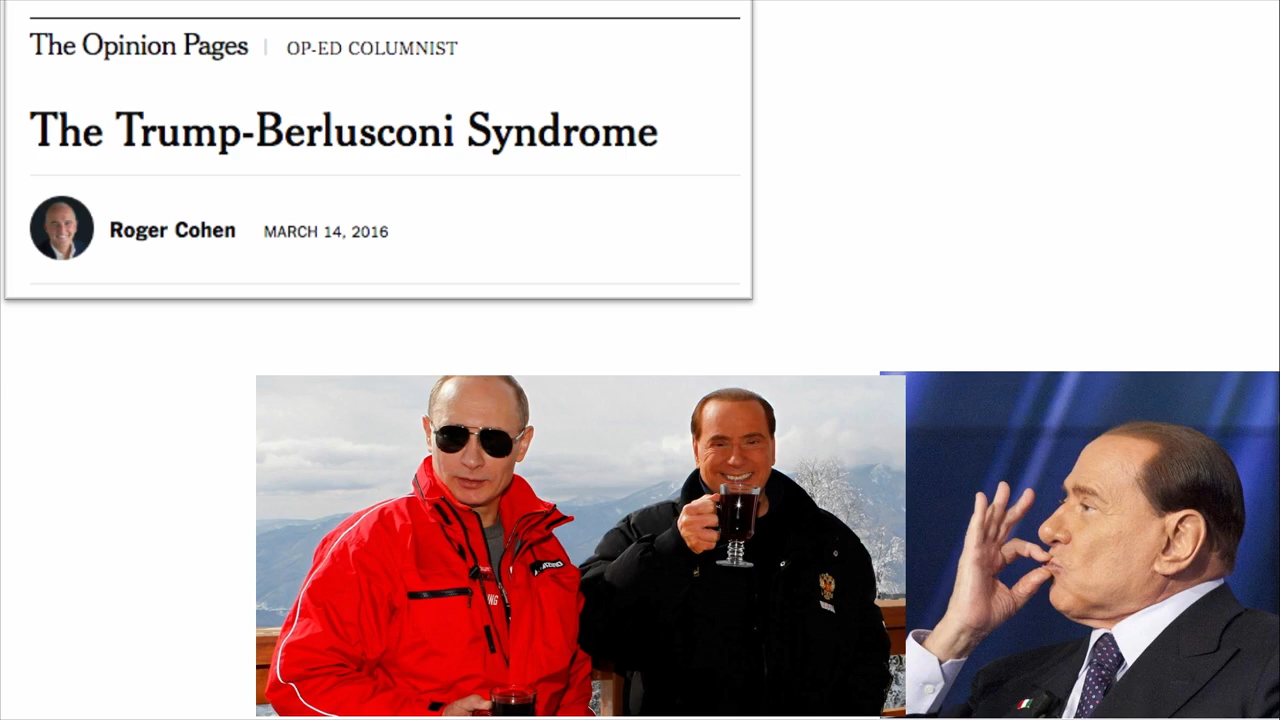 The Opinion Pages | OP-ED COLUMNIST
The Trump-Berlusconi Syndrome
Roger Cohen MARCH 14, 2016